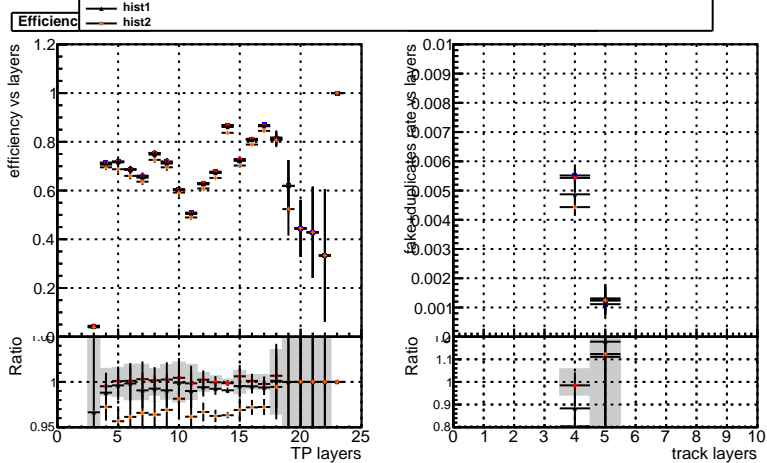 hist1
hist2
Efficienc
efficiency vs layers
1.2
1
0.8
0.6
0.4
0.2
0
Ratio
1
0.95
0 5 10 15 20 25
TP layers
fake+duplicates rate vs layers
0.01
0.009
0.008
0.007
0.006
0.005
0.004
0.003
0.002
0.001
0
Ratio
1.1
1
0.9
0.8
0 1 2 3 4 5 6 7 8 9 10
track layers